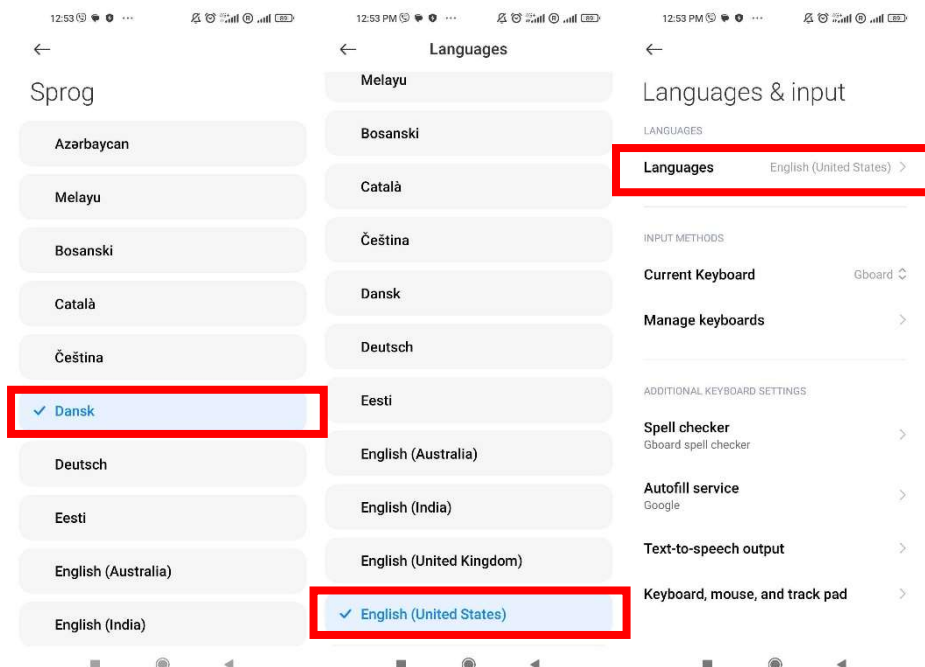 12:53 ... 89
Sprog
Azərbaycan
Melayu
Bosanski
Català
Čeština
Dansk
Deutsch
Eesti
English (Australia)
English (India)
12:53 PM ... 89
Languages
Melayu
Bosanski
Català
Čeština
Dansk
Deutsch
Eesti
English (Australia)
English (India)
English (United Kingdom)
English (United States)
12:53 PM ... 89
Languages & input
LANGUAGES
Languages English (United States)
INPUT METHODS
Current Keyboard Gboard
Manage keyboards
ADDITIONAL KEYBOARD SETTINGS
Spell checker
Gboard spell checker
Autofill service
Google
Text-to-speech output
Keyboard, mouse, and track pad